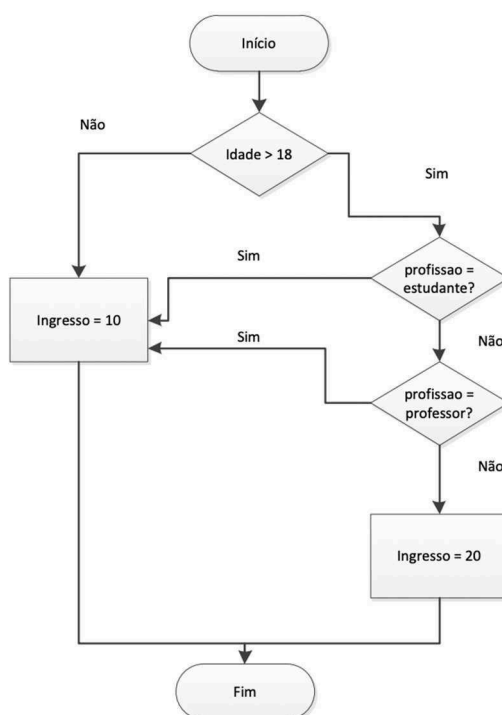 Início
Não
Idade > 18
Sim
Sim
profissao =
estudante?
Ingresso = 10
Sim
Não
profissao =
professor?
Não
Ingresso = 20
Fim